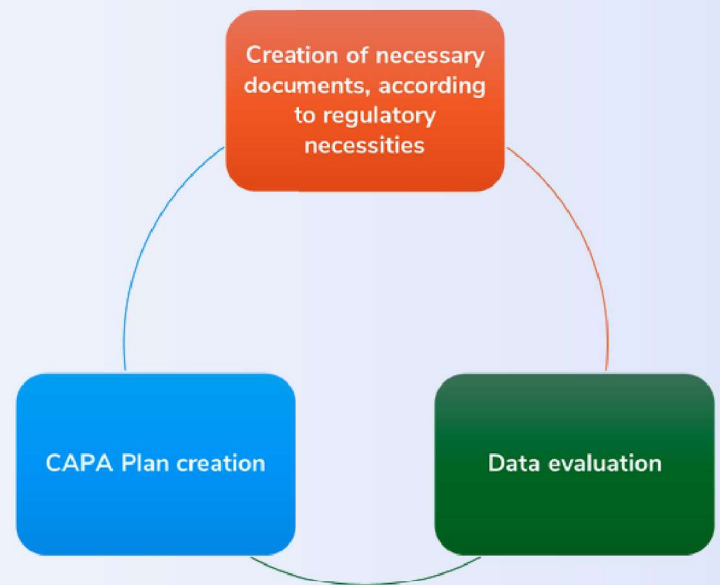 Creation of necessary
documents, according
to regulatory
necessities
CAPA Plan creation
Data evaluation